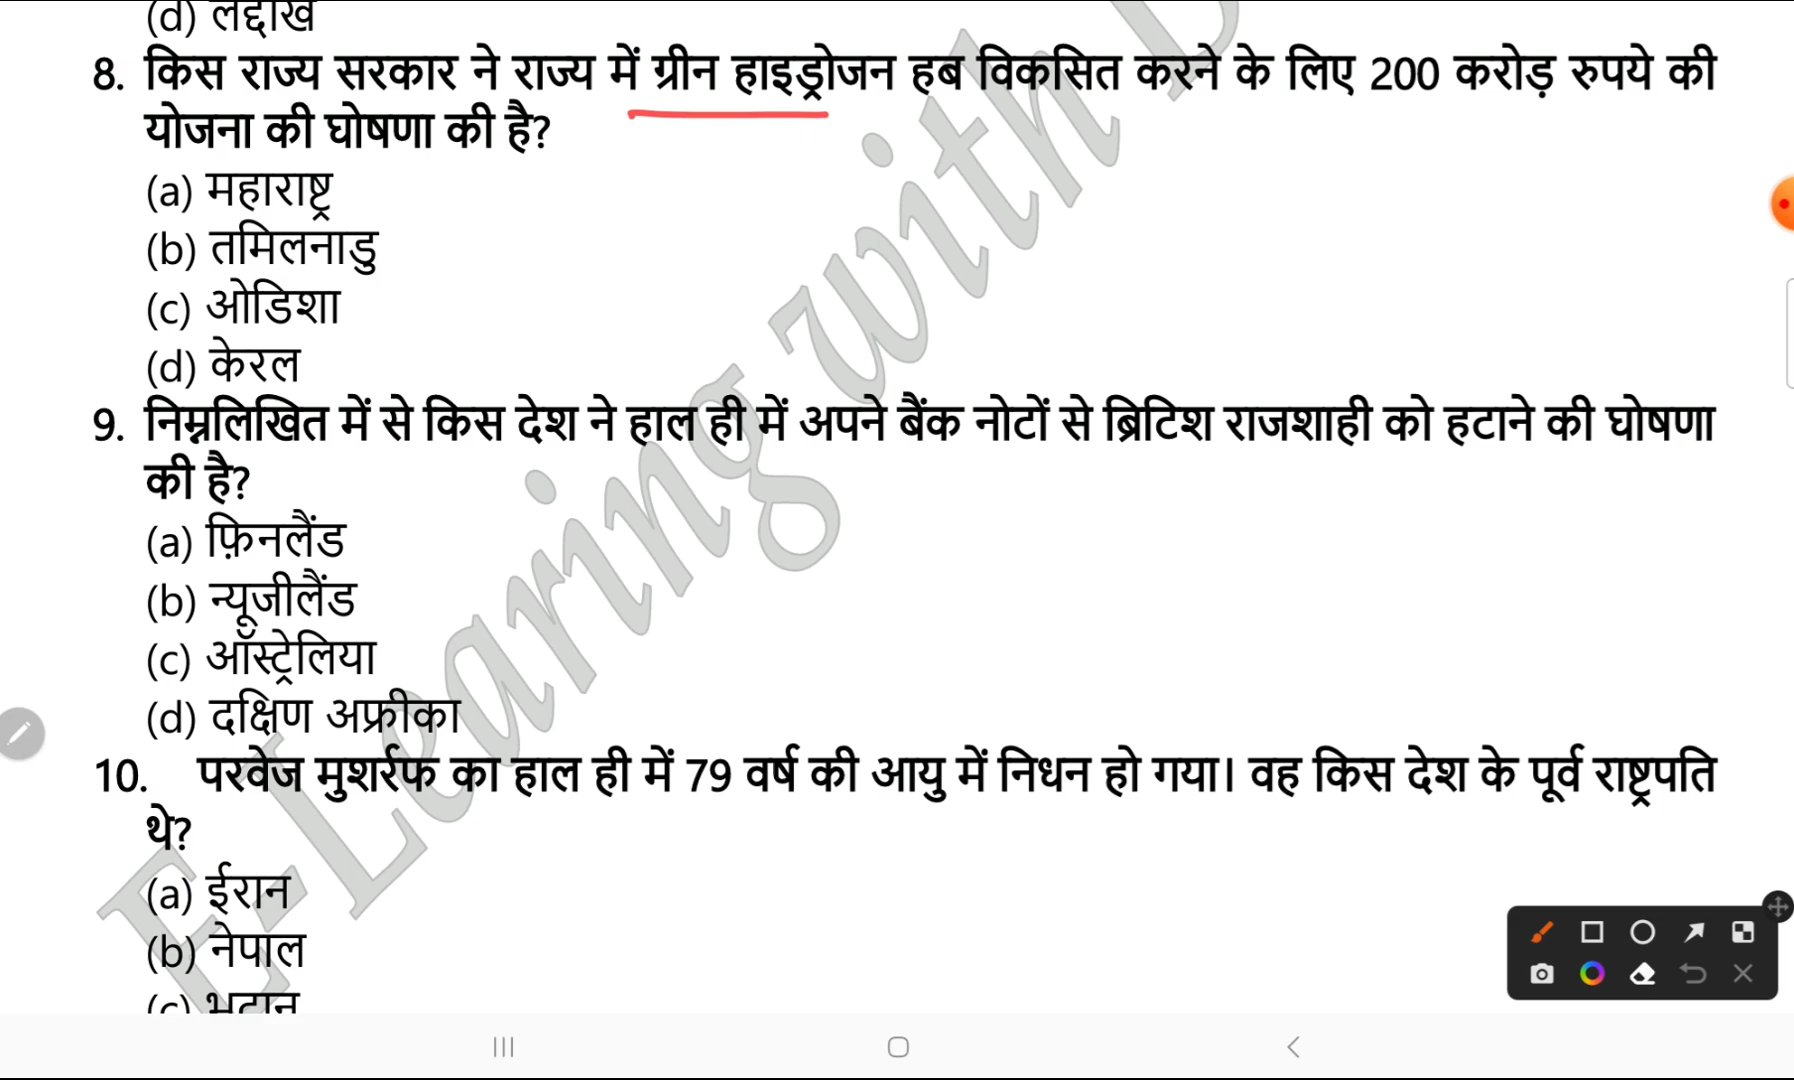 (d) लद्दाख
8. किस राज्य सरकार ने राज्य में ग्रीन हाइड्रोजन हब विकसित करने के लिए 200 करोड़ रुपये की
योजना की घोषणा की है?
(a) महाराष्ट्र
(b) तमिलनाडु
(c) ओडिशा
(d) केरल
9. निम्नलिखित में से किस देश ने हाल ही में अपने बैंक नोटों से ब्रिटिश राजशाही को हटाने की घोषणा
की है?
(a) फ़िनलैंड
(b) न्यूजीलैंड
(c) ऑस्ट्रेलिया
(d) दक्षिण अफ्रीका
10. परवेज मुशर्रफ का हाल ही में 79 वर्ष की आयु में निधन हो गया। वह किस देश के पूर्व राष्ट्रपति
थे?
(a) ईरान
(b) नेपाल
(c) भूटान
E-Learning with